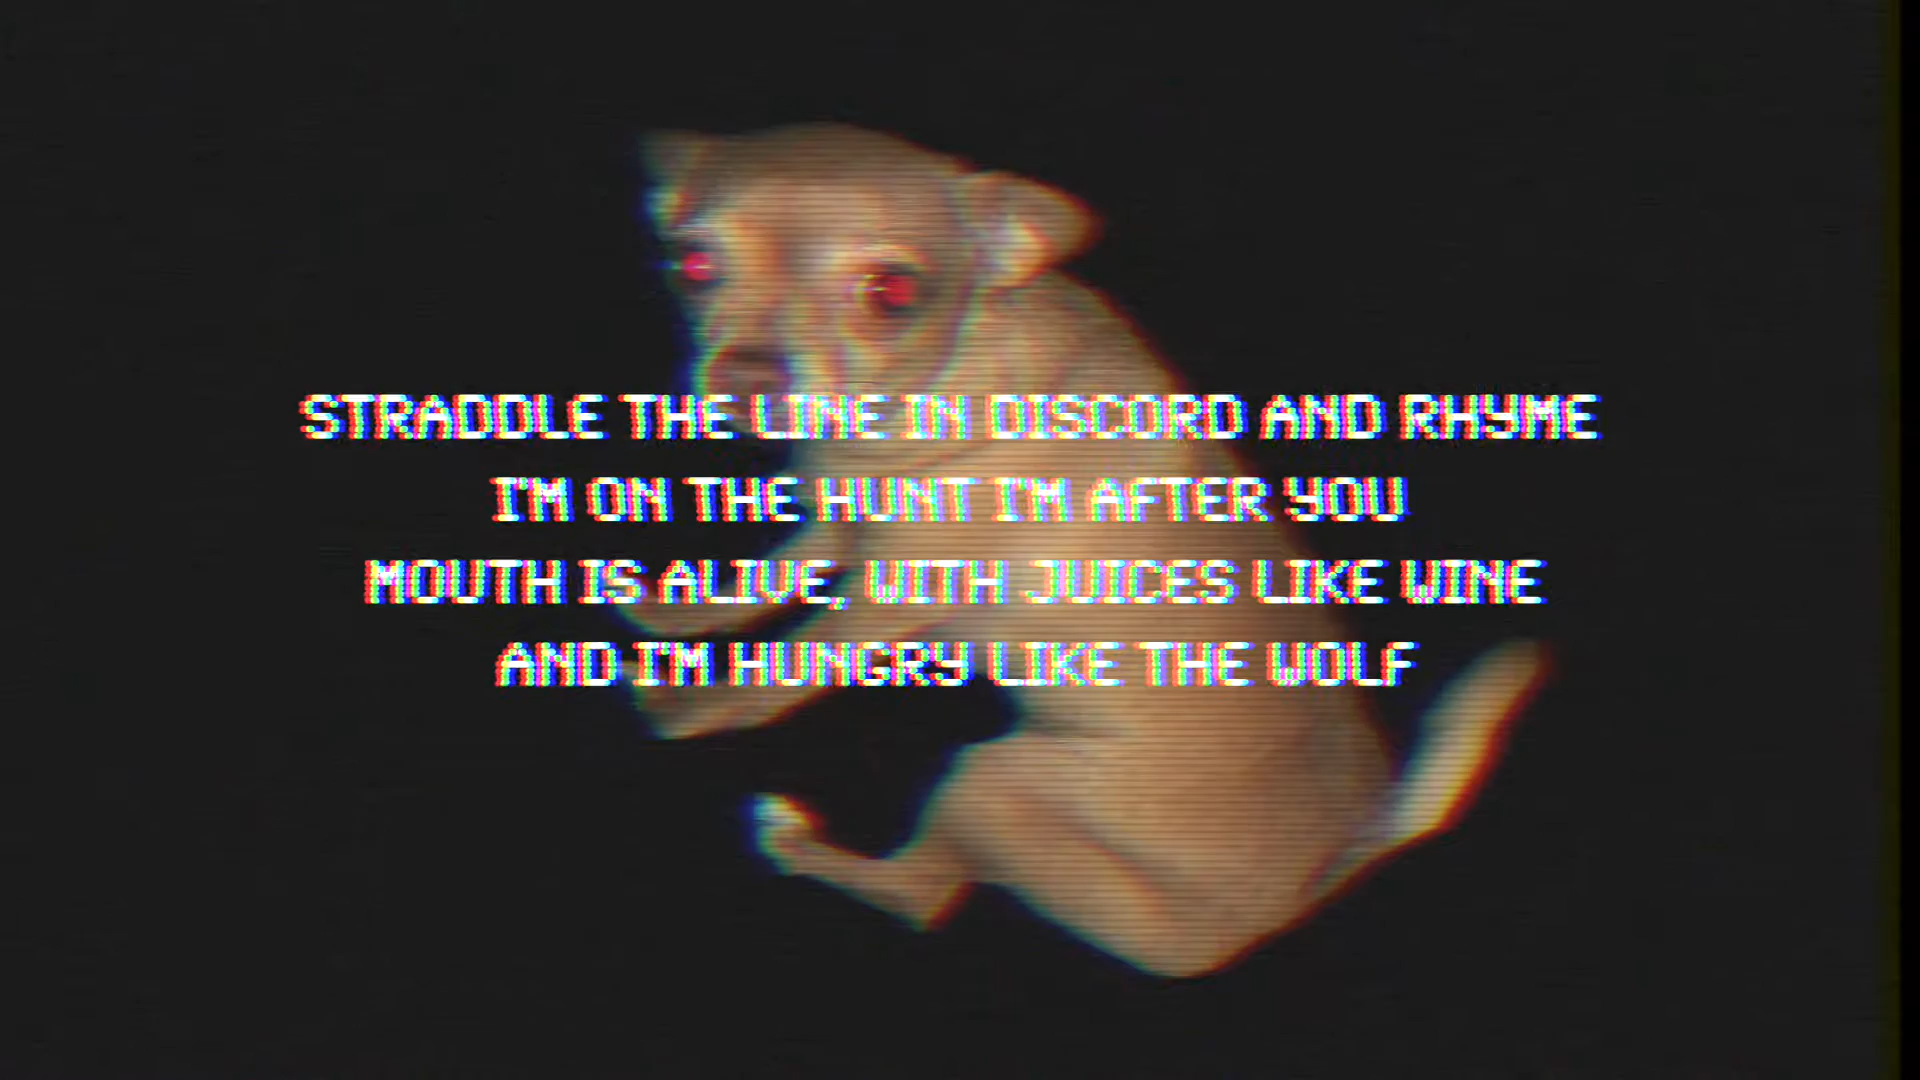 STRADDLE THE LINE IN DISCORD AND RHYME
I'M ON THE HUNT I'M AFTER YOU
MOUTH IS ALIVE, WITH JUICES LIKE WINE
AND I'M HUNGRY LIKE THE WOLF